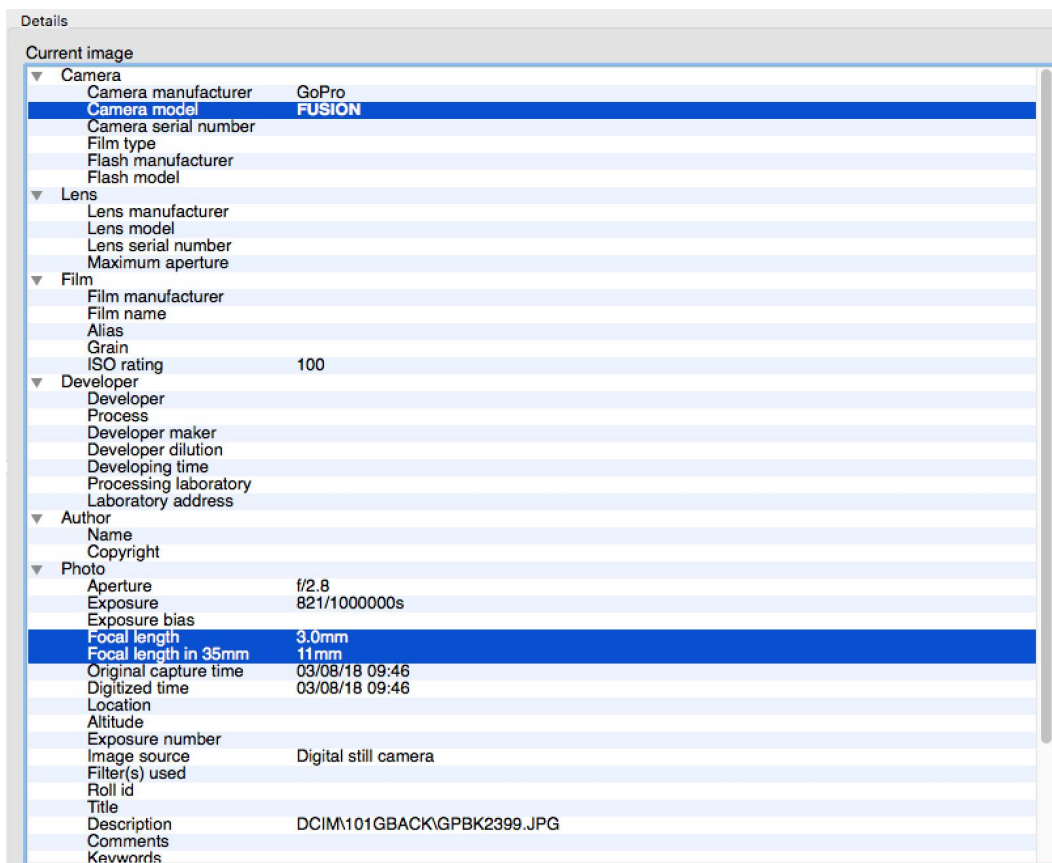 Details
Current image
Camera
Camera manufacturer GoPro
Camera model FUSION
Camera serial number
Film type
Flash manufacturer
Flash model
Lens
Lens manufacturer
Lens model
Lens serial number
Maximum aperture
Film
Film manufacturer
Film name
Alias
Grain
ISO rating 100
Developer
Developer
Process
Developer maker
Developer dilution
Developing time
Processing laboratory
Laboratory address
Author
Name
Copyright
Photo
Aperture f/2.8
Exposure 821/1000000s
Exposure bias
Focal length 3.0mm
Focal length in 35mm 11mm
Original capture time 03/08/18 09:46
Digitized time 03/08/18 09:46
Location
Altitude
Exposure number
Image source Digital still camera
Filter(s) used
Roll id
Title
Description DCIM\101GBACK\GPBK2399.JPG
Comments
Keywords